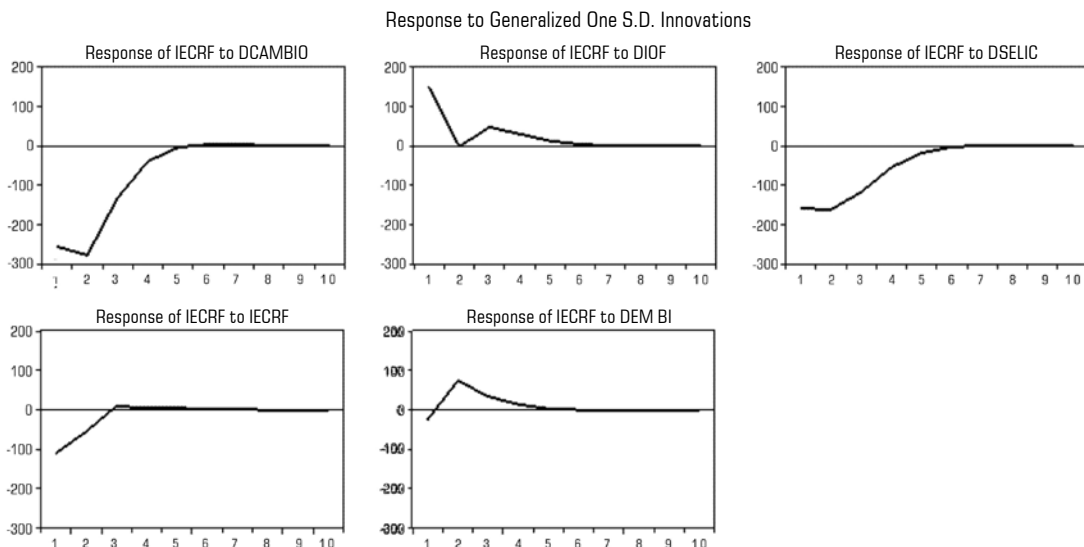 Response to Generalized One S.D. Innovations
Response of IECRF to DCAMBIO
200
100
0
-100
-200
-300
1 2 3 4 5 6 7 8 9 10
Response of IECRF to DIOF
200
100
0
-100
-200
-300
1 2 3 4 5 6 7 8 9 10
Response of IECRF to DSELIC
200
100
0
-100
-200
-300
1 2 3 4 5 6 7 8 9 10
Response of IECRF to IECRF
200
100
0
-100
-200
-300
1 2 3 4 5 6 7 8 9 10
Response of IECRF to DEM BI
200
100
0
-100
-200
-300
1 2 3 4 5 6 7 8 9 10